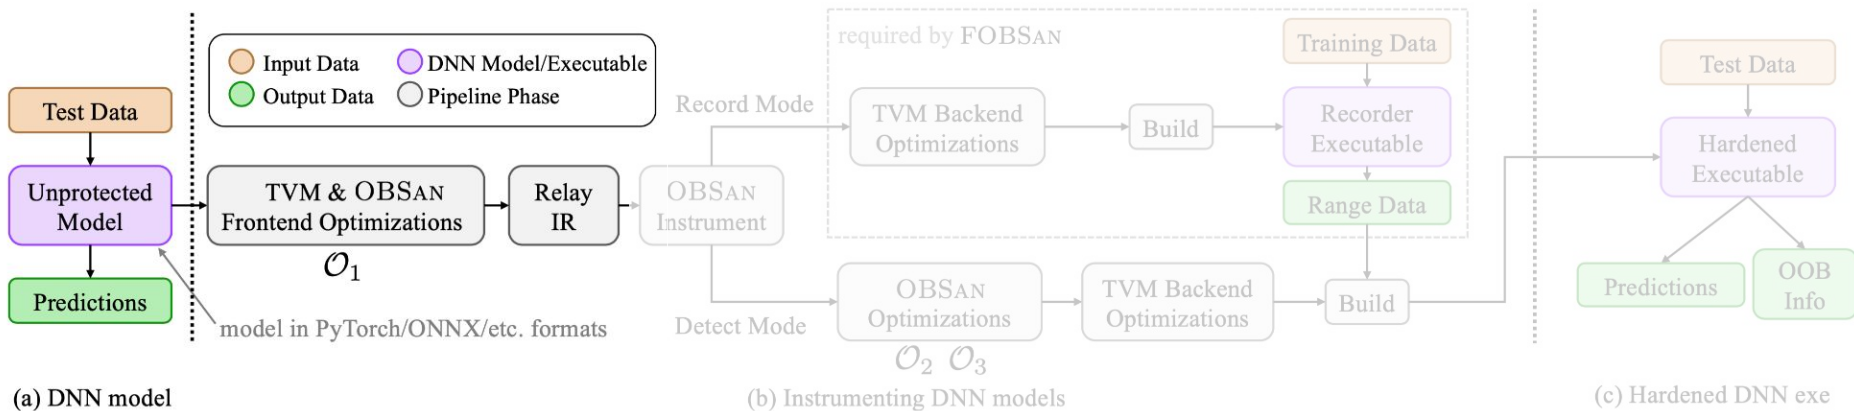 Test Data
Unprotected
Model
Predictions
Input Data
DNN Model/Executable
Output Data
Pipeline Phase
TVM & OBSAN
Frontend Optimizations
𝒪₁
Relay
IR
model in PyTorch/ONNX/etc. formats
OBSAN
Instrument
Record Mode
Detect Mode
required by FOBSAN
TVM Backend
Optimizations
Build
Training Data
Recorder
Executable
Range Data
OBSAN
Optimizations
𝒪₂ 𝒪₃
TVM Backend
Optimizations
Build
Test Data
Hardened
Executable
Predictions
OOB
Info
(a) DNN model
(b) Instrumenting DNN models
(c) Hardened DNN exe